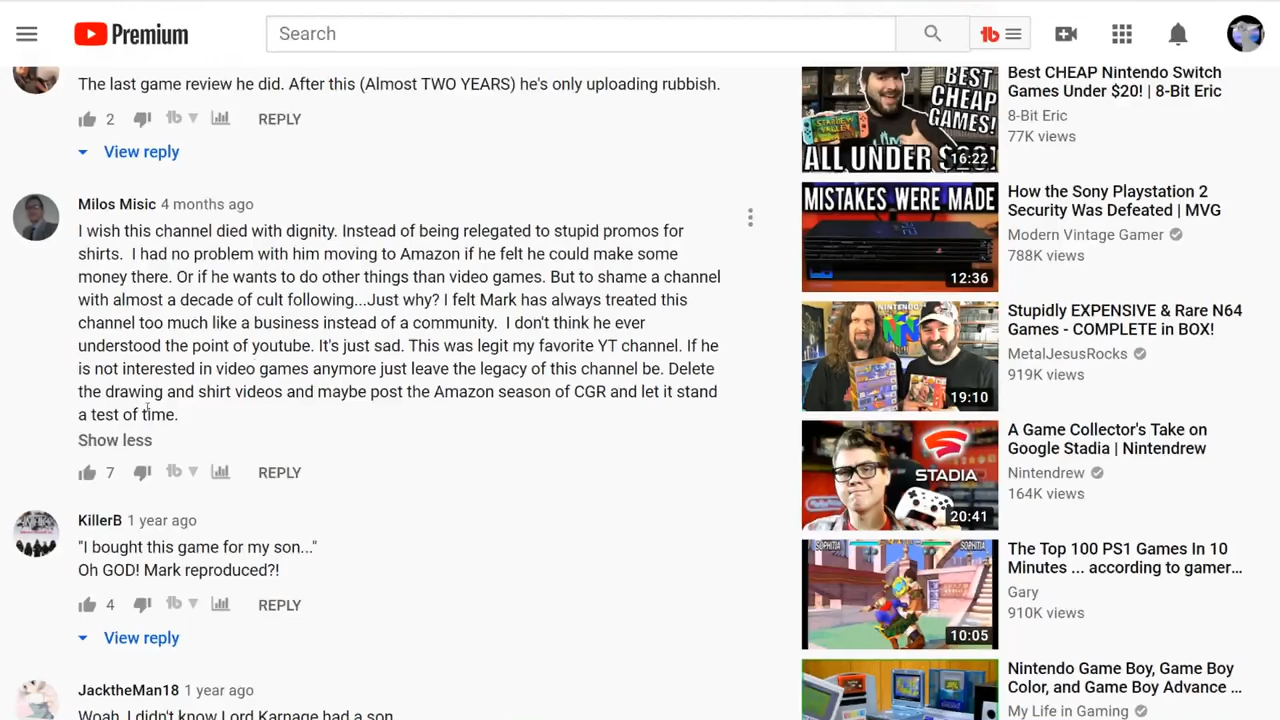 Premium
Search
The last game review he did. After this (Almost TWO YEARS) he's only uploading rubbish.
2
REPLY
View reply
Milos Misic 4 months ago
I wish this channel died with dignity. Instead of being relegated to stupid promos for
shirts. I had no problem with him moving to Amazon if he felt he could make some
money there. Or if he wanted to do other things than video games. But to shame a channel
with almost a decade of cult following...Just why? I felt Mark has always treated this
channel too much like a business instead of a community. I don't think he ever
understood the point of youtube. It's just sad. This was legit my favorite YT channel. If he
is not interested in video games anymore just leave the legacy of this channel be. Delete
the drawing and shirt videos and maybe post the Amazon season of CGR and let it stand
a test of time.
Show less
7
REPLY
KillerB 1 year ago
"I bought this game for my son..."
Oh GOD! Mark reproduced?!
4
REPLY
View reply
JacktheMan18 1 year ago
Woah, I didn't know Lord Karnage had a son
BEST
CHEAP
GAMES!
ALL UNDER
16:22
Best CHEAP Nintendo Switch
Games Under $20! | 8-Bit Eric
8-Bit Eric
77K views
MISTAKES WERE MADE
12:36
How the Sony Playstation 2
Security Was Defeated | MVG
Modern Vintage Gamer
788K views
19:10
Stupidly EXPENSIVE & Rare N64
Games - COMPLETE in BOX!
MetalJesusRocks
919K views
STADIA
20:41
A Game Collector's Take on
Google Stadia | Nintendrew
Nintendrew
164K views
SOPHITIA
SOPHITIA
10:05
The Top 100 PS1 Games In 10
Minutes ... according to gamer...
Gary
910K views
Nintendo Game Boy, Game Boy
Color, and Game Boy Advance ...
My Life in Gaming